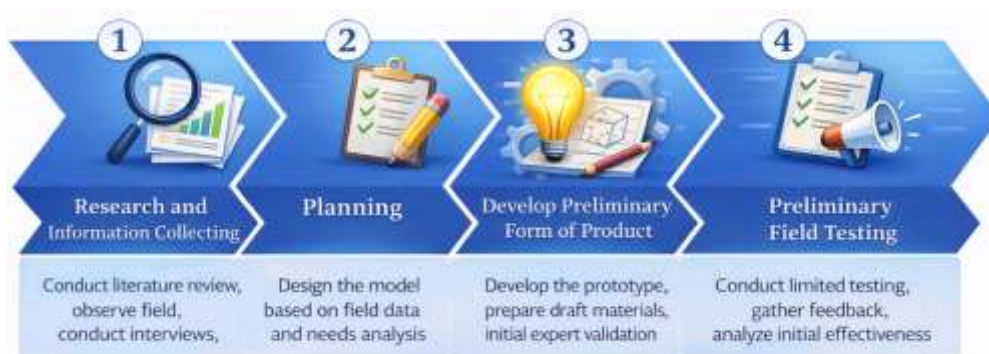 1
Research and
Information Collecting
Conduct literature review,
observe field,
conduct interviews,
2
Planning
Design the model
based on field data
and needs analysis
3
Develop Preliminary
Form of Product
Develop the prototype,
prepare draft materials,
initial expert validation
4
Preliminary
Field Testing
Conduct limited testing,
gather feedback,
analyze initial effectiveness